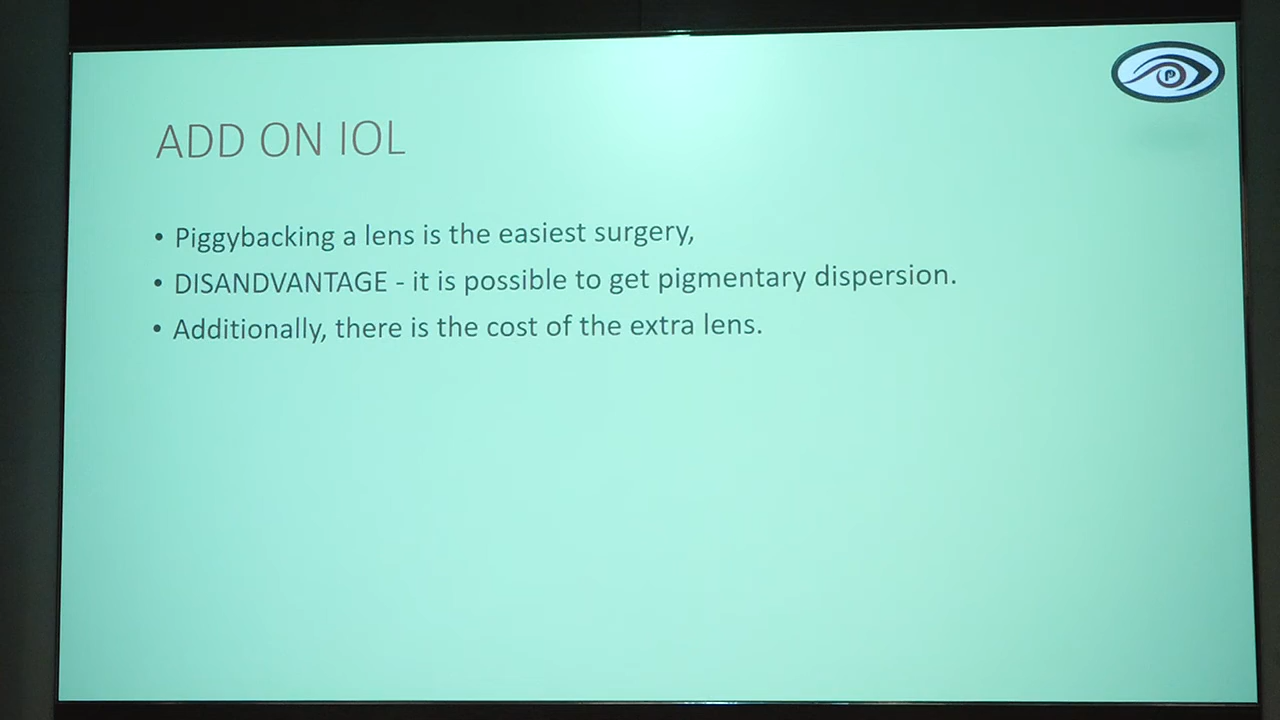 P
ADD ON IOL
• Piggybacking a lens is the easiest surgery,
• DISANDVANTAGE - it is possible to get pigmentary dispersion.
• Additionally, there is the cost of the extra lens.